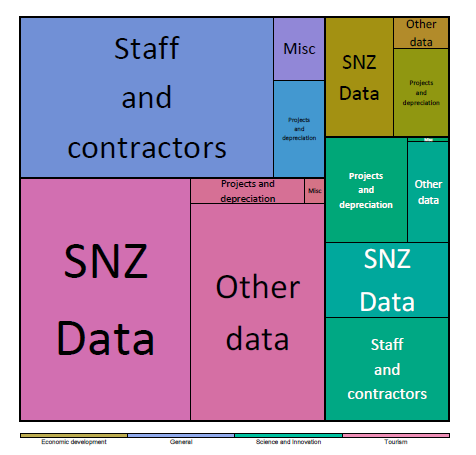 Staff
and
contractors
Misc
Projects
and
depreciation
SNZ
Data
Other
data
Projects
and
depreciation
SNZ
Data
Projects and
depreciation
Misc
Other
data
Misc
Projects
and
depreciation
Other
data
SNZ
Data
Staff
and
contractors
Economic development
General
Science and Innovation
Tourism